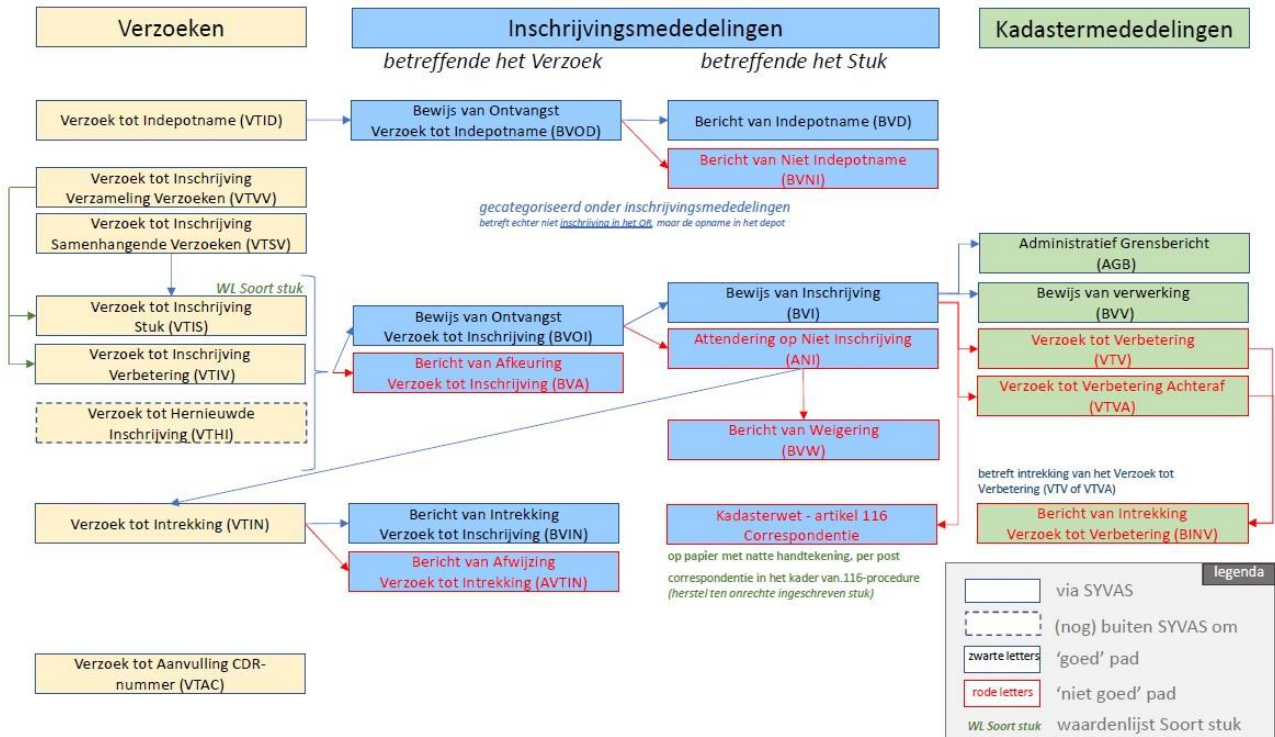 Verzoeken
Inschrijvingsmededelingen
Kadastermededelingen
betreffende het Verzoek
betreffende het Stuk
Verzoek tot Indepotname (VTID)
Bewijs van Ontvangst
Verzoek tot Indepotname (BVOD)
Bericht van Indepotname (BVD)
Bericht van Niet Indepotname
(BVNI)
Verzoek tot Inschrijving
Verzameling Verzoeken (VTVV)
Verzoek tot Inschrijving
Samenhangende Verzoeken (VTSV)
gecategoriseerd onder inschrijvingsmededelingen
betreft echter niet inschrijving in het OR, maar de opname in het depot
WL Soort stuk
Verzoek tot Inschrijving
Stuk (VTIS)
Verzoek tot Inschrijving
Verbetering (VTIV)
Verzoek tot Hernieuwde
Inschrijving (VTHI)
Bewijs van Ontvangst
Verzoek tot Inschrijving (BVOI)
Bericht van Afkeuring
Verzoek tot Inschrijving (BVA)
Bewijs van Inschrijving
(BVI)
Attendering op Niet Inschrijving
(ANI)
Bericht van Weigering
(BVW)
Administratief Grensbericht
(AGB)
Bewijs van verwerking
(BVV)
Verzoek tot Verbetering
(VTV)
Verzoek tot Verbetering Achteraf
(VTVA)
betreft intrekking van het Verzoek tot
Verbetering (VTV of VTVA)
Verzoek tot Intrekking (VTIN)
Bericht van Intrekking
Verzoek tot Inschrijving (BVIN)
Bericht van Afwijzing
Verzoek tot Intrekking (AVTIN)
Kadasterwet - artikel 116
Correspondentie
op papier met natte handtekening, per post
correspondentie in het kader van.116-procedure
(herstel ten onrechte ingeschreven stuk)
Bericht van Intrekking
Verzoek tot Verbetering (BINV)
Verzoek tot Aanvulling CDR-
nummer (VTAC)
legenda
via SYVAS
(nog) buiten SYVAS om
zwarte letters
‘goed’ pad
rode letters
‘niet goed’ pad
WL Soort stuk
waardenlijst Soort stuk